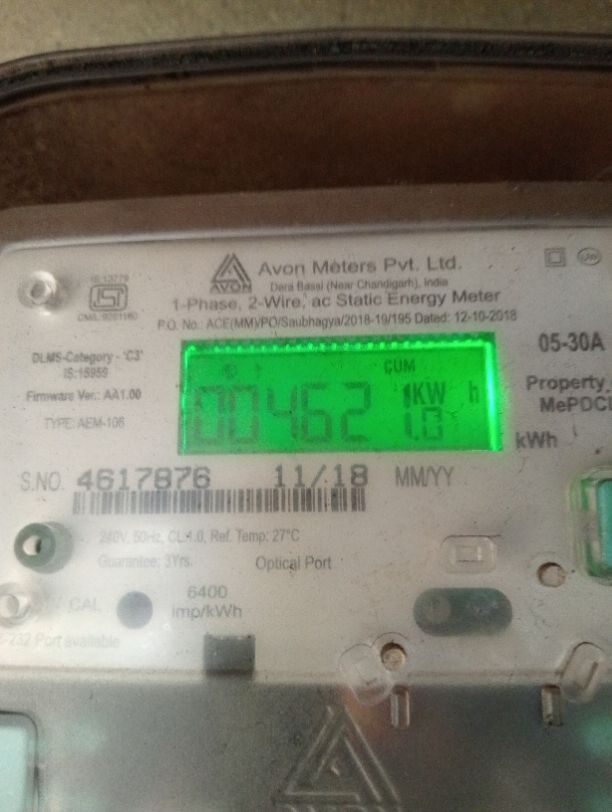 Avon Meters Pvt. Ltd.
AVON
Dera Bassi (Near Chandigarh), India
1-Phase, 2-Wire, ac Static Energy Meter
P.O. No.: ACE(MM)/PO/Saubhagya/2018-19/195 Dated: 12-10-2018
IS:13779
ISI
DLMS-Category - 'C3'
IS:15959
Firmware Ver.: AA1.00
TYPE: AEM-106
05-30A
Property
MePDCL
CUM
KW h
004621
1.0
kWh
S.NO. 4617876 11/18 MM/YY
240V, 50Hz, CL:1.0, Ref. Temp: 27°C
Guarantee: 3Yrs. Optical Port
CAL
6400
imp/kWh
232 Port available
AVON